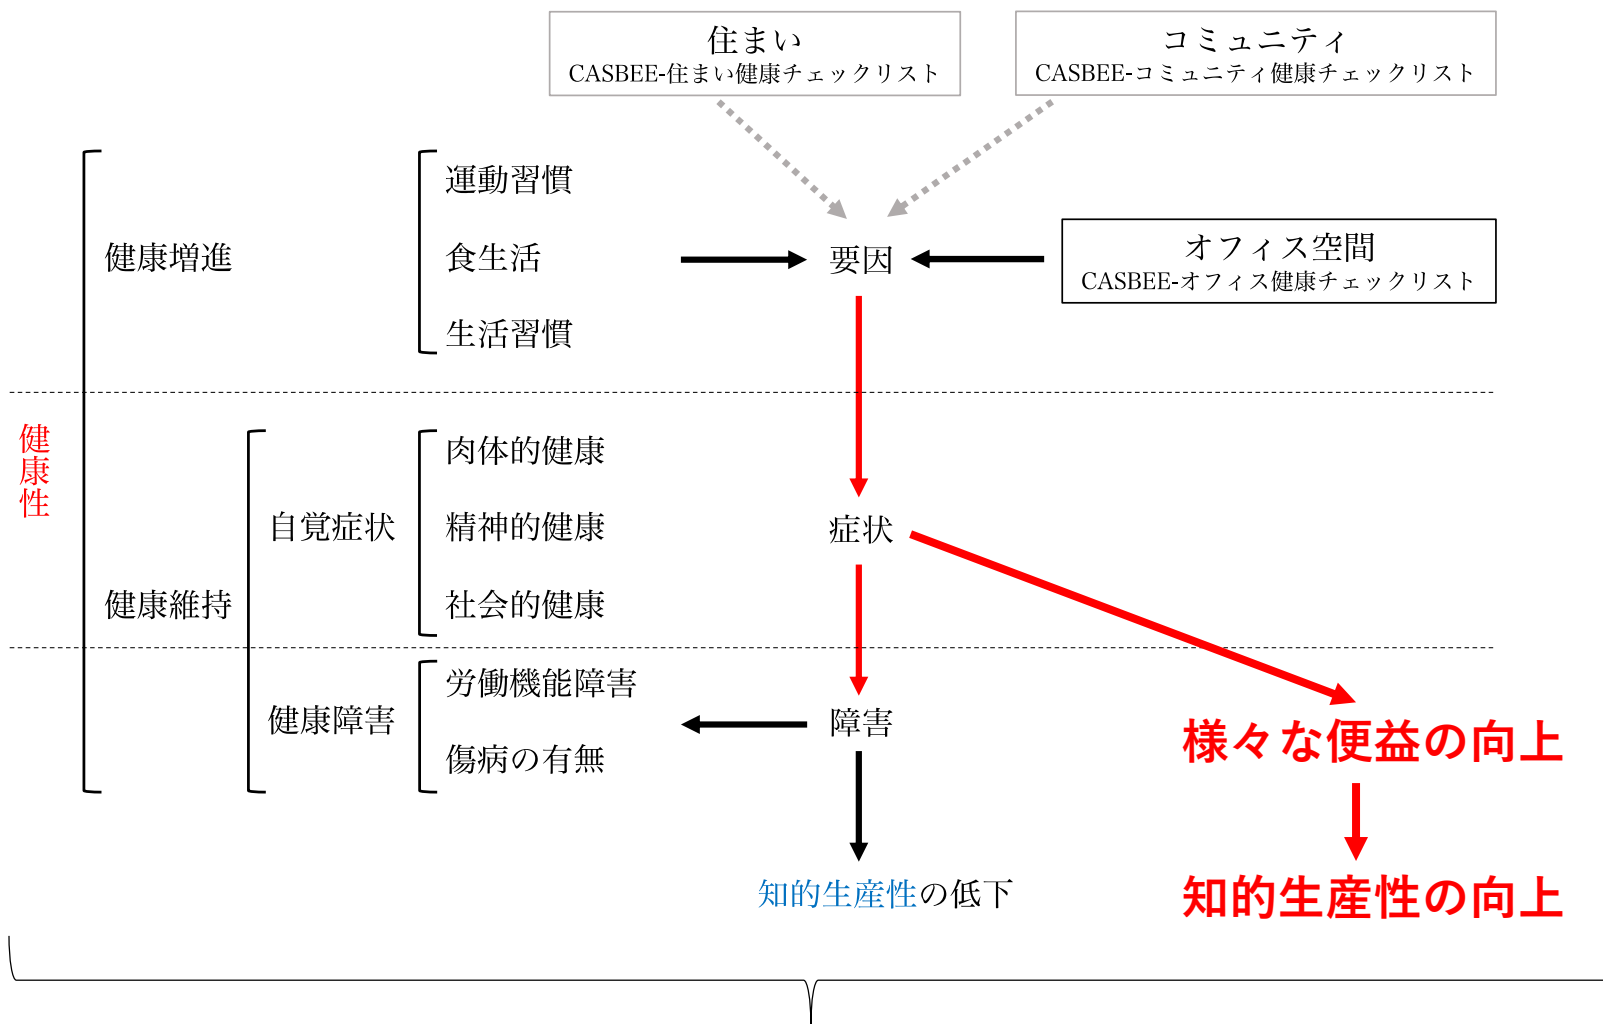 住まい
CASBEE-住まい健康チェックリスト
コミュニティ
CASBEE-コミュニティ健康チェックリスト
健康性
健康増進
運動習慣
食生活
生活習慣
要因
オフィス空間
CASBEE-オフィス健康チェックリスト
健康維持
自覚症状
肉体的健康
精神的健康
社会的健康
症状
健康障害
労働機能障害
傷病の有無
障害
様々な便益の向上
知的生産性の低下
知的生産性の向上